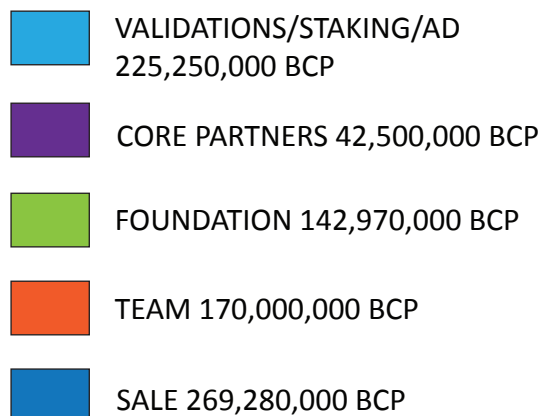 VALIDATIONS/STAKING/AD
225,250,000 BCP
CORE PARTNERS 42,500,000 BCP
FOUNDATION 142,970,000 BCP
TEAM 170,000,000 BCP
SALE 269,280,000 BCP